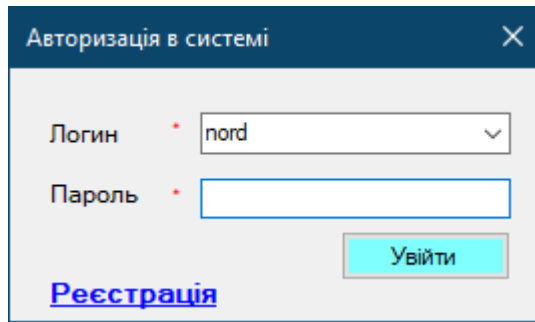 Авторизація в системі
Логин * nord
Пароль *
Увійти
Реєстрація